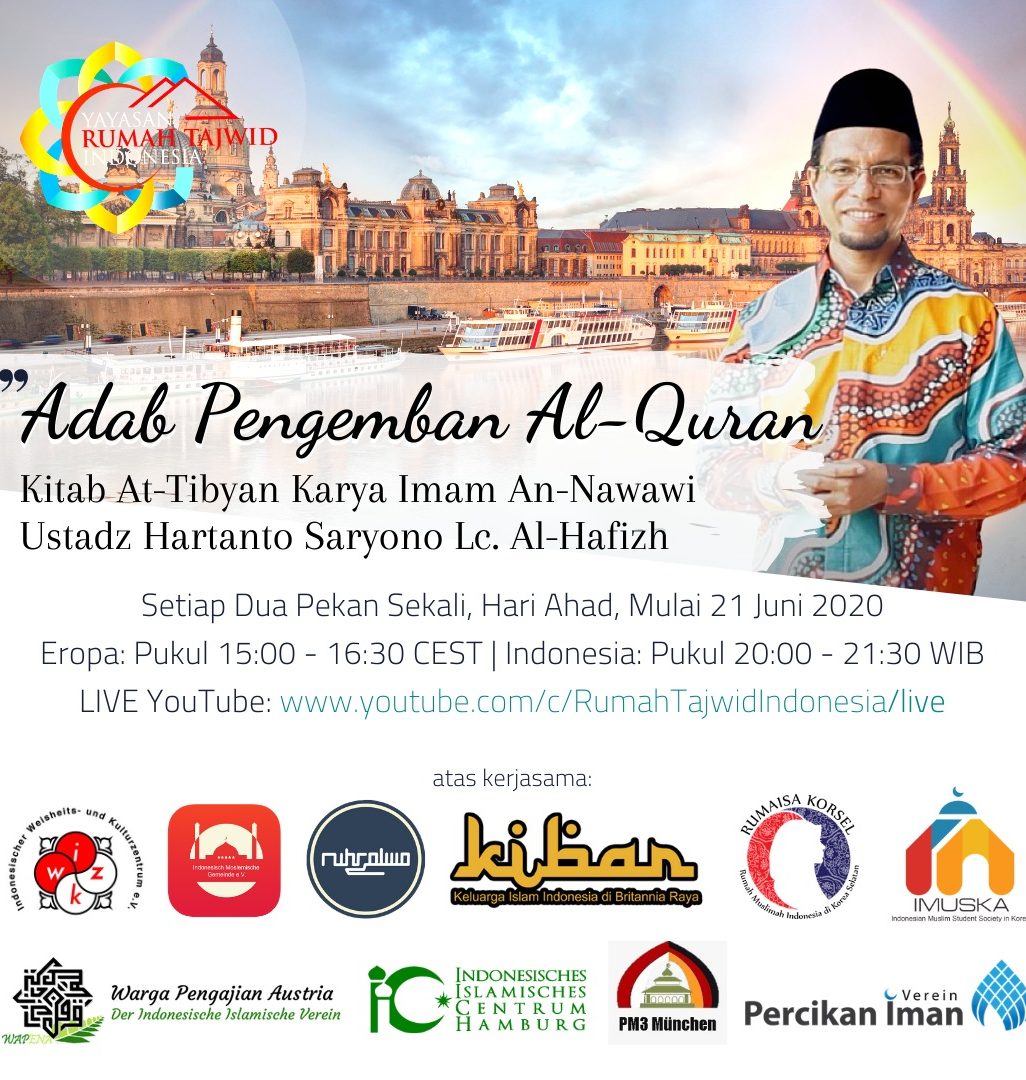 YAYASAN
RUMAH TAJWID
INDONESIA
"Adab Pengemban Al-Quran
Kitab At-Tibyan Karya Imam An-Nawawi
Ustadz Hartanto Saryono Lc. Al-Hafizh
Setiap Dua Pekan Sekali, Hari Ahad, Mulai 21 Juni 2020
Eropa: Pukul 15:00 - 16:30 CEST | Indonesia: Pukul 20:00 - 21:30 WIB
LIVE YouTube: www.youtube.com/c/RumahTajwidIndonesia/live
atas kerjasama:
Indonesischer Weisheits- und Kulturzentrum e.V.
iwzk
Indonesisch Moslemische
Gemeinde e.V.
ruhrolwo
kibar
Keluarga Islam Indonesia di Britannia Raya
RUMAISA KORSEL
Rumah Muslimah Indonesia di Korea Selatan
IMUSKA
Indonesian Muslim Student Society in Kore
WAPENA
Warga Pengajian Austria
Der Indonesische Islamische Verein
iC
INDONESISCHES
ISLAMISCHES
CENTRUM
HAMBURG
PM3 München
Verein
Percikan Iman